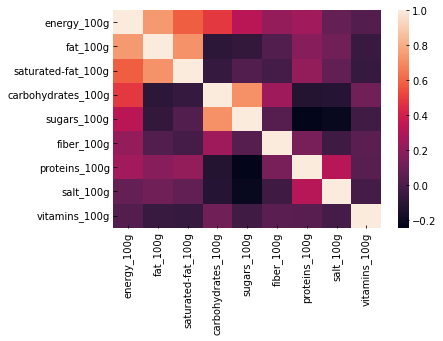 energy_100g
fat_100g
saturated-fat_100g
carbohydrates_100g
sugars_100g
fiber_100g
proteins_100g
salt_100g
vitamins_100g
energy_100g
fat_100g
saturated-fat_100g
carbohydrates_100g
sugars_100g
fiber_100g
proteins_100g
salt_100g
vitamins_100g
1.0
0.8
0.6
0.4
0.2
0.0
−0.2